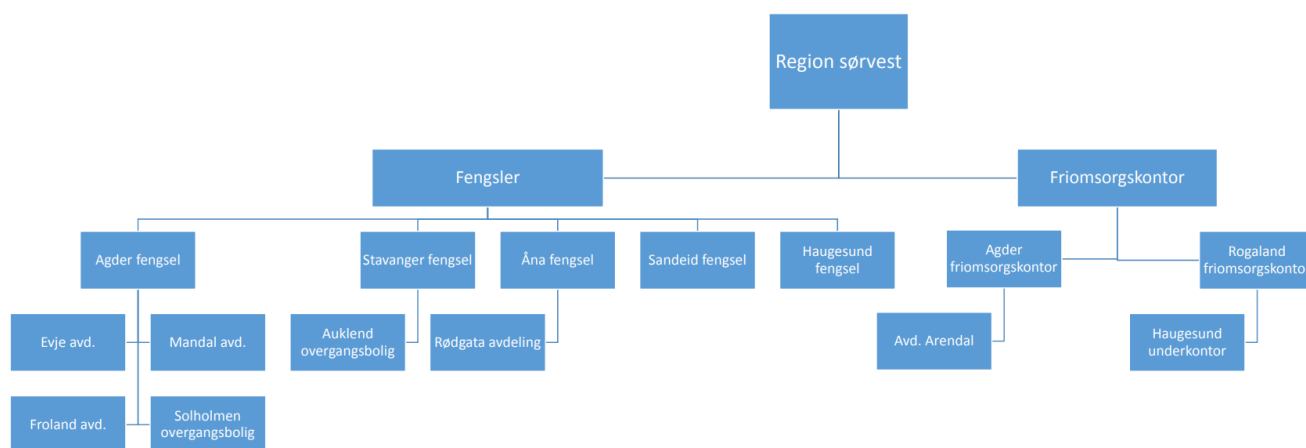 Region sørvest
Fengsler
Friomsorgskontor
Agder fengsel
Stavanger fengsel
Åna fengsel
Sandeid fengsel
Haugesund
fengsel
Agder
friomsorgskontor
Rogaland
friomsorgskontor
Evje avd.
Mandal avd.
Auklend
overgangsbolig
Rødgata avdeling
Avd. Arendal
Haugesund
underkontor
Froland avd.
Solholmen
overgangsbolig